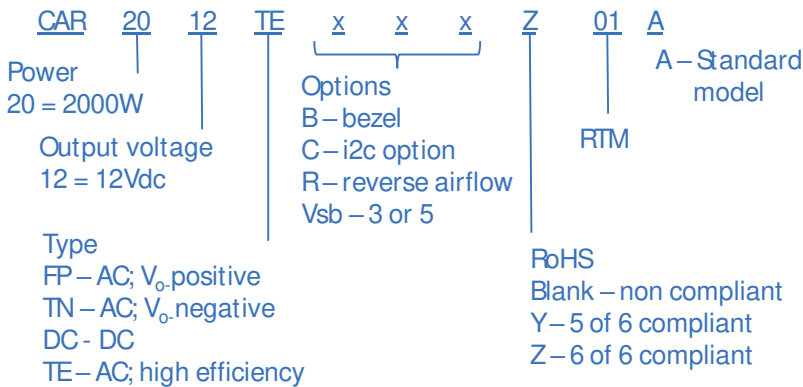 CAR 20 12 TE x x x Z 01 A
Power
20 = 2000W
Output voltage
12 = 12Vdc
Type
FP – AC; Vo- positive
TN – AC; Vo- negative
DC - DC
TE – AC; high efficiency
Options
B – bezel
C – i2c option
R – reverse airflow
Vsb – 3 or 5
RoHS
Blank – non compliant
Y – 5 of 6 compliant
Z – 6 of 6 compliant
RTM
A – Standard
model